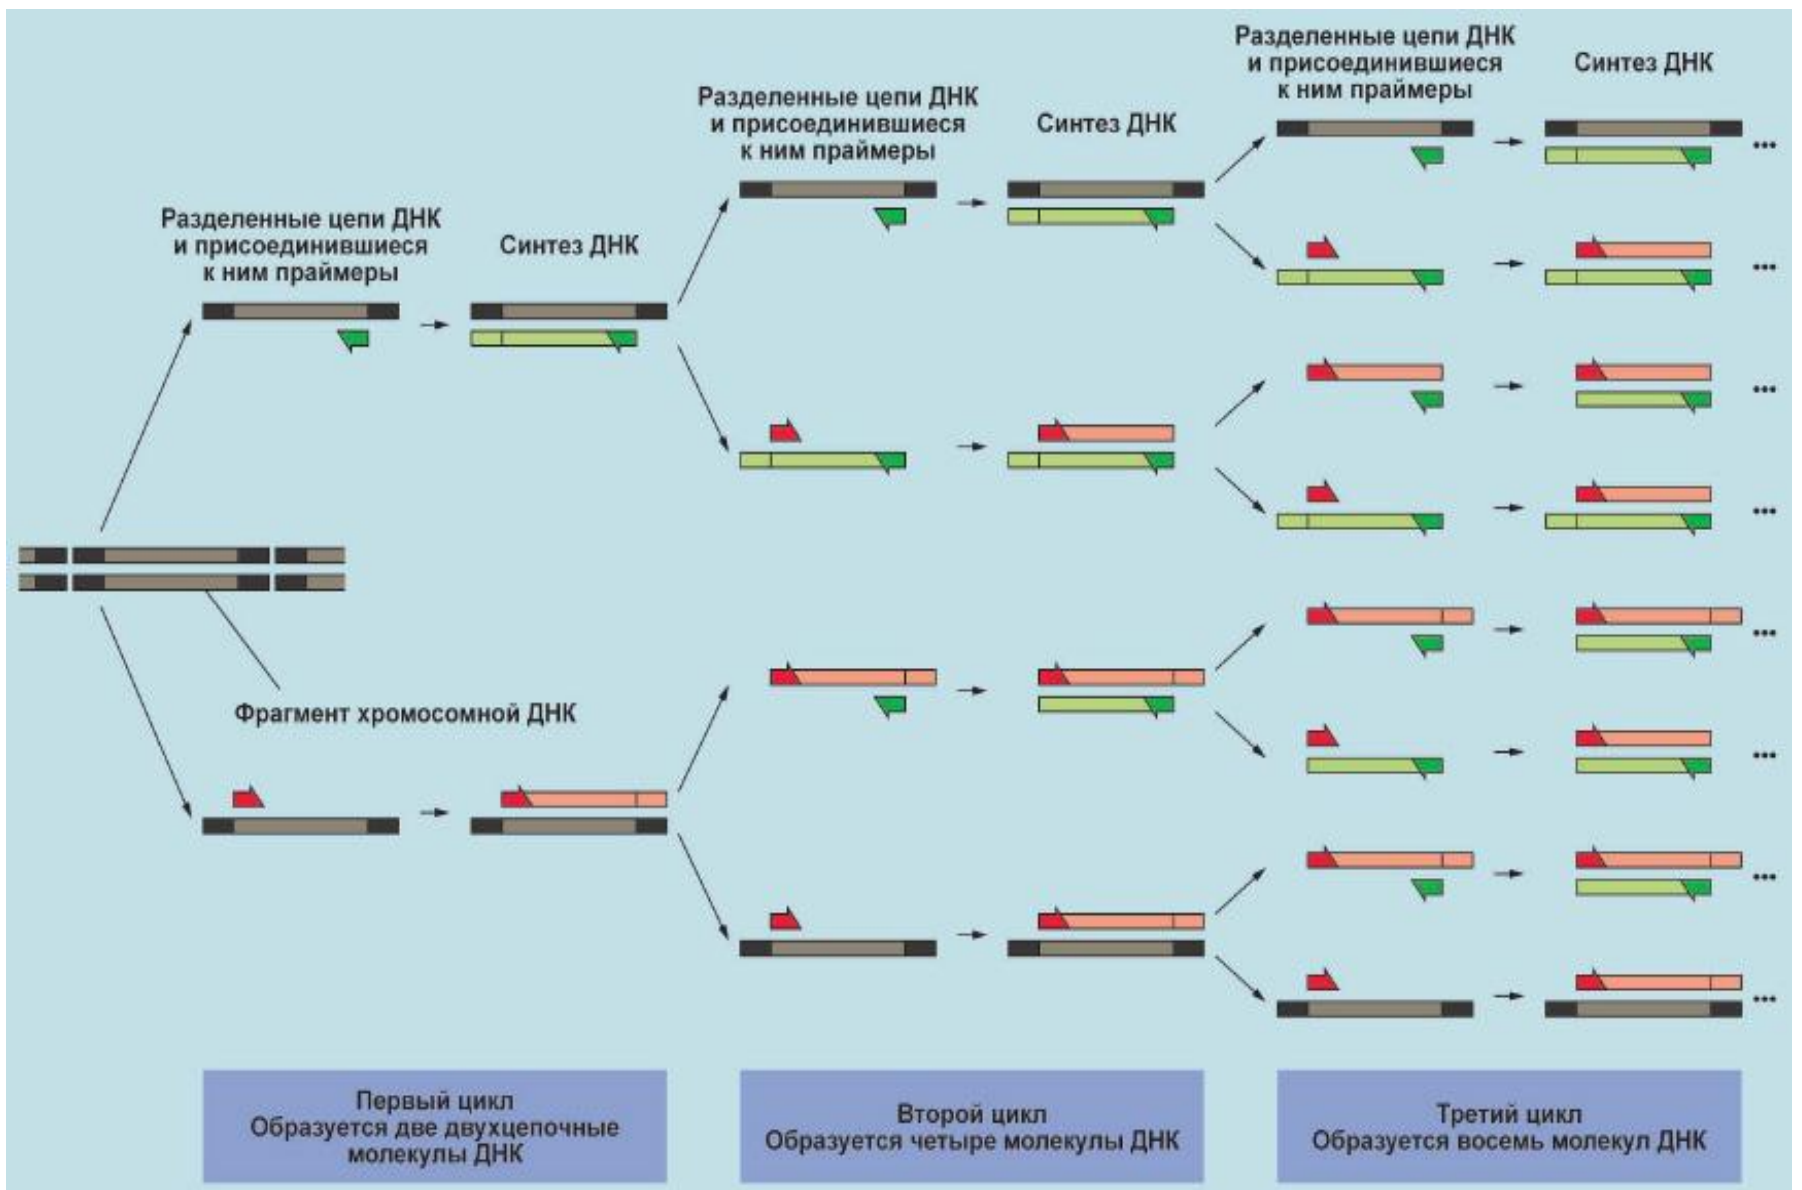 Разделенные цепи ДНК
и присоединившиеся
к ним праймеры
Синтез ДНК
Разделенные цепи ДНК
и присоединившиеся
к ним праймеры
Синтез ДНК
Разделенные цепи ДНК
и присоединившиеся
к ним праймеры
Синтез ДНК
Фрагмент хромосомной ДНК
Первый цикл
Образуется две двухцепочные
молекулы ДНК
Второй цикл
Образуется четыре молекулы ДНК
Третий цикл
Образуется восемь молекул ДНК